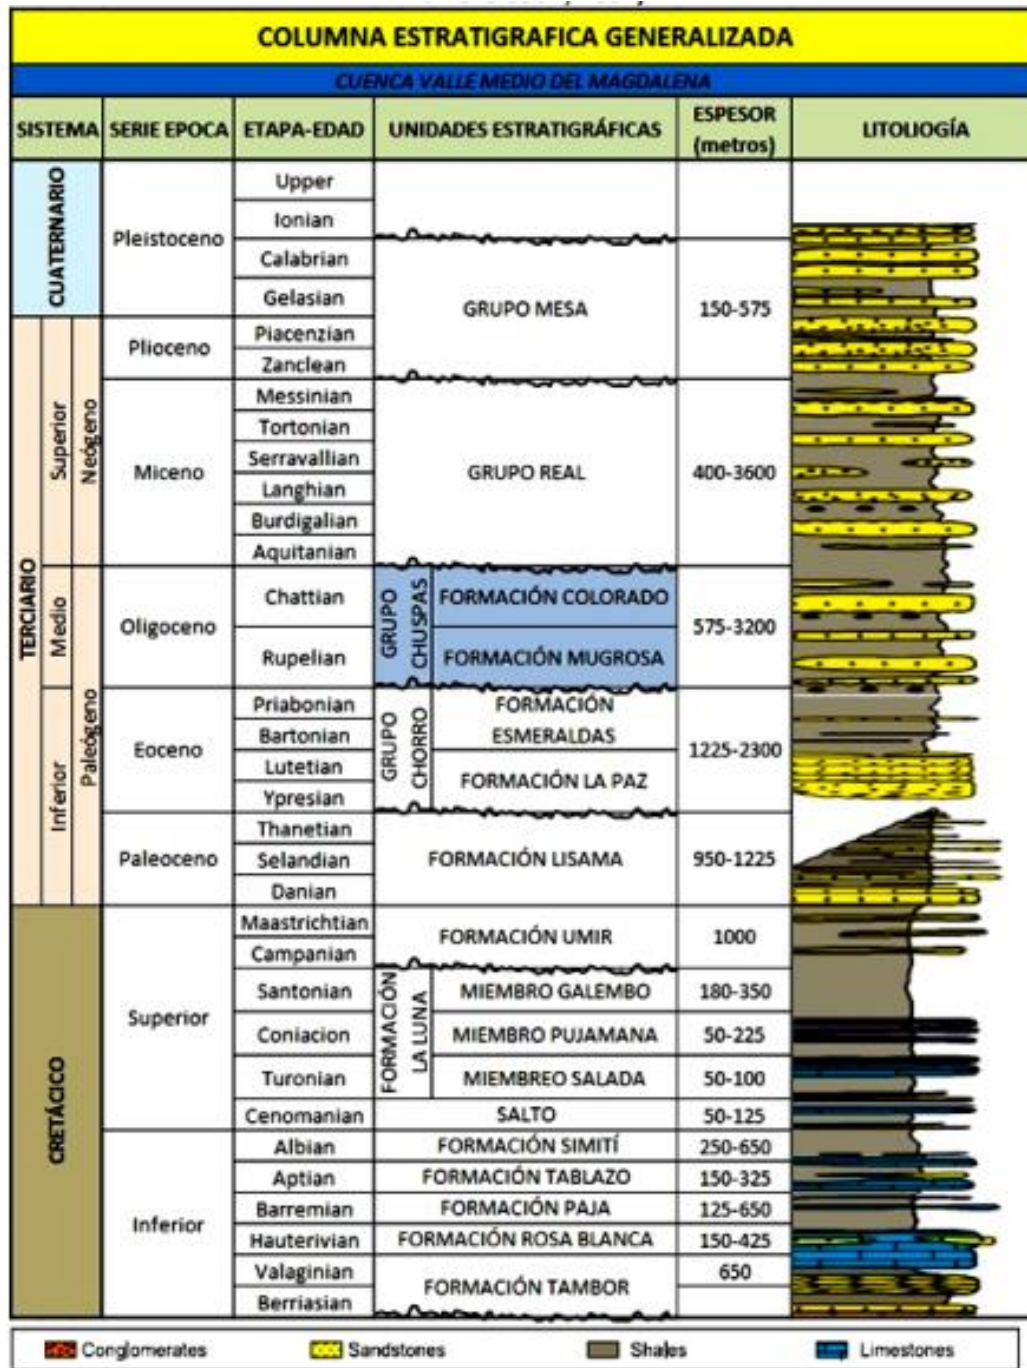 COLUMNA ESTRATIGRAFICA GENERALIZADA
CUENCA VALLE MEDIO DEL MAGDALENA
SISTEMA SERIE EPOCA ETAPA-EDAD UNIDADES ESTRATIGRÁFICAS ESPESOR (metros) LITOLIOGÍA
CUATERNARIO
TERCIARIO
Superior
Neógeno
Medio
Paleógeno
Inferior
CRETÁCICO
Pleistoceno
Plioceno
Miceno
Oligoceno
Eoceno
Paleoceno
Superior
Inferior
Upper
Ionian
Calabrian
Gelasian
Piacenzian
Zanclean
Messinian
Tortonian
Serravallian
Langhian
Burdigalian
Aquitanian
Chattian
Rupelian
Priabonian
Bartonian
Lutetian
Ypresian
Thanetian
Selandian
Danian
Maastrichtian
Campanian
Santonian
Coniacion
Turonian
Cenomanian
Albian
Aptian
Barremian
Hauterivian
Valaginian
Berriasian
GRUPO MESA
GRUPO REAL
GRUPO
CHUSPAS
FORMACIÓN COLORADO
FORMACIÓN MUGROSA
GRUPO
CHORRO
FORMACIÓN
ESMERALDAS
FORMACIÓN LA PAZ
FORMACIÓN LISAMA
FORMACIÓN UMIR
FORMACIÓN
LA LUNA
MIEMBRO GALEMBO
MIEMBRO PUJAMANA
MIEMBREO SALADA
SALTO
FORMACIÓN SIMITÍ
FORMACIÓN TABLAZO
FORMACIÓN PAJA
FORMACIÓN ROSA BLANCA
FORMACIÓN TAMBOR
150-575
400-3600
575-3200
1225-2300
950-1225
1000
180-350
50-225
50-100
50-125
250-650
150-325
125-650
150-425
650
Conglomerates Sandstones Shales Limestones